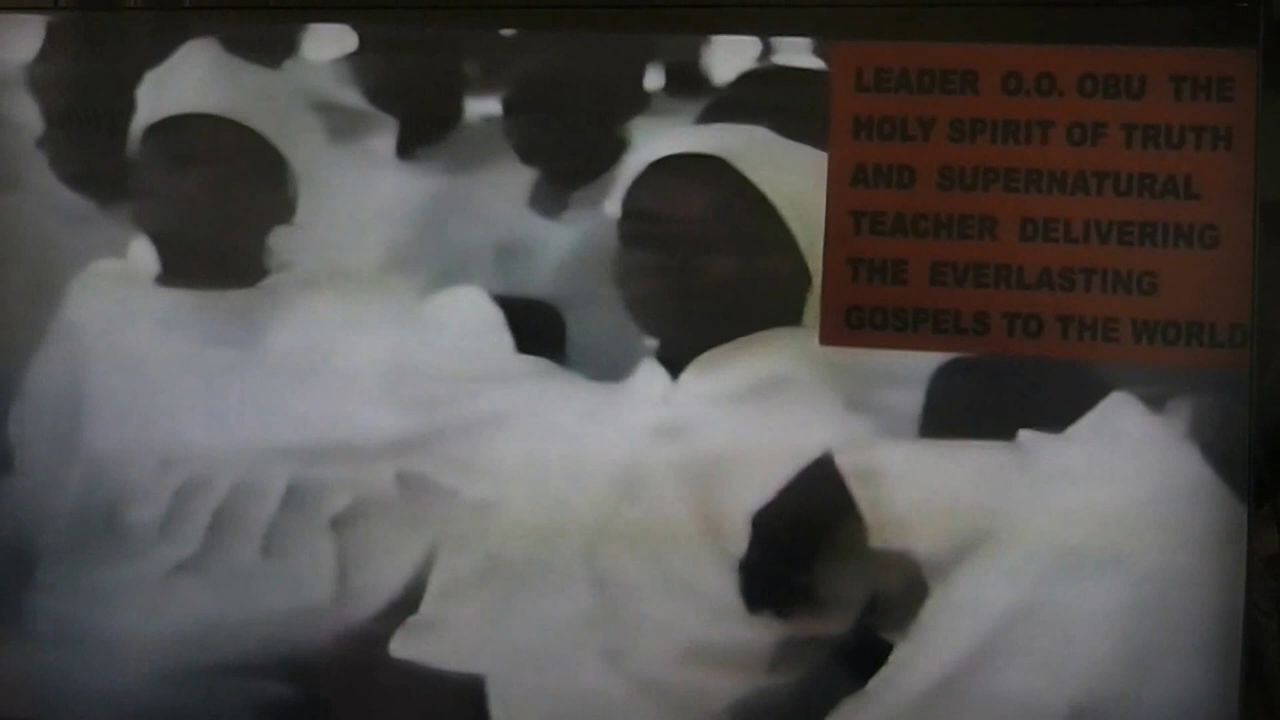 LEADER O.O. OBU THE
HOLY SPIRIT OF TRUTH
AND SUPERNATURAL
TEACHER DELIVERING
THE EVERLASTING
GOSPELS TO THE WORLD